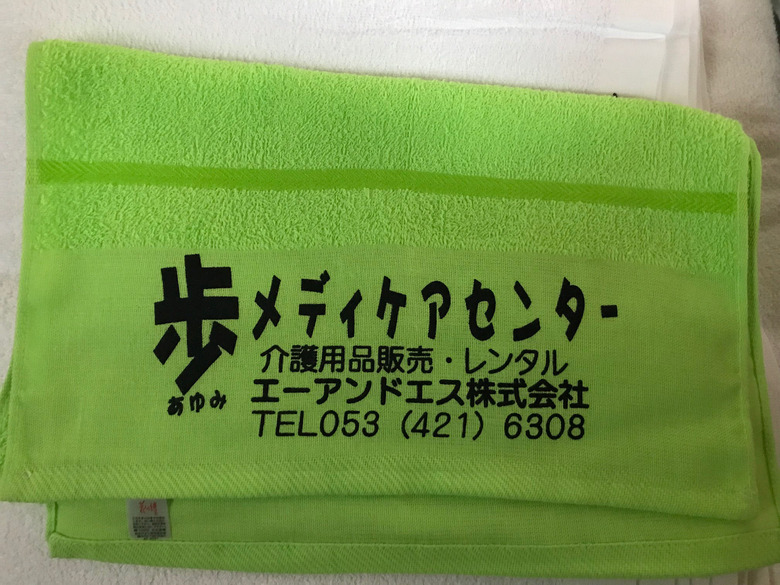 歩メディケアセンター
あゆみ
介護用品販売・レンタル
エーアンドエス株式会社
TEL053（421）6308